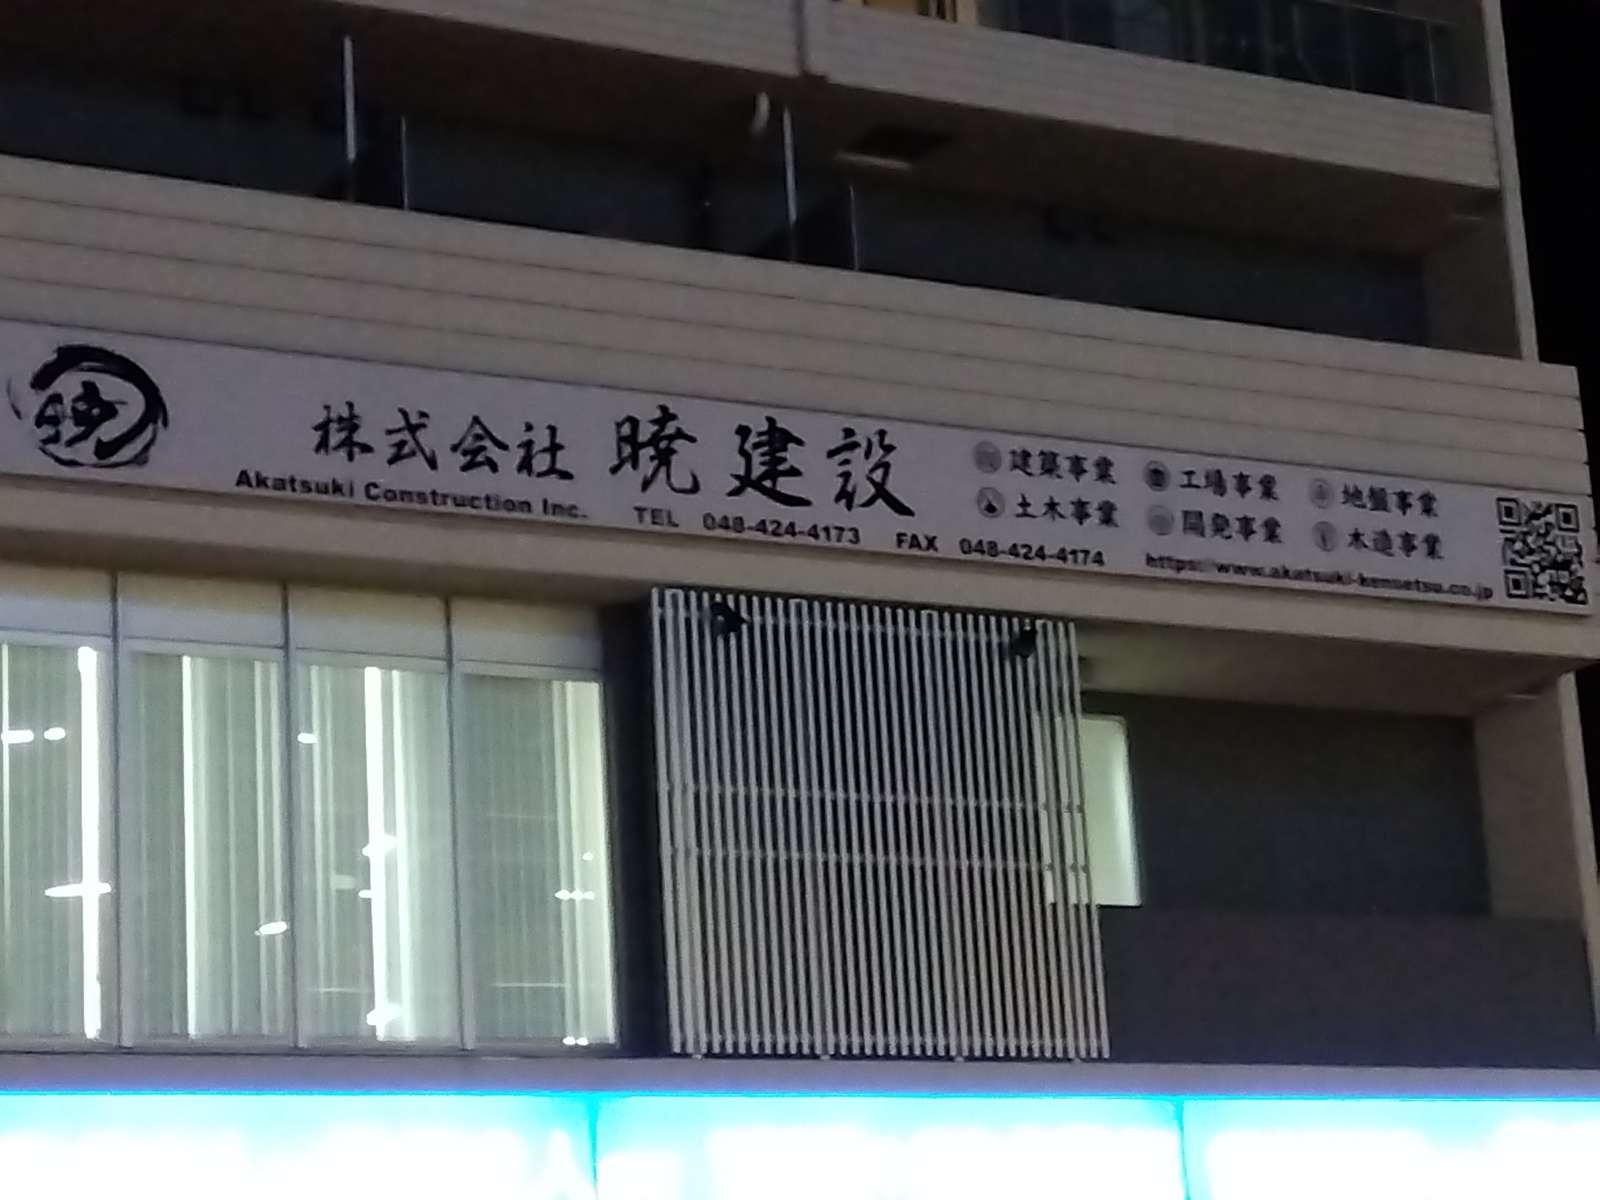 暁
株式会社 暁建設
Akatsuki Construction Inc. TEL 048-424-4173 FAX 048-424-4174
建築事業 工場事業 地盤事業
土木事業 開発事業 木造事業
https://www.akatsuki-kensetsu.co.jp